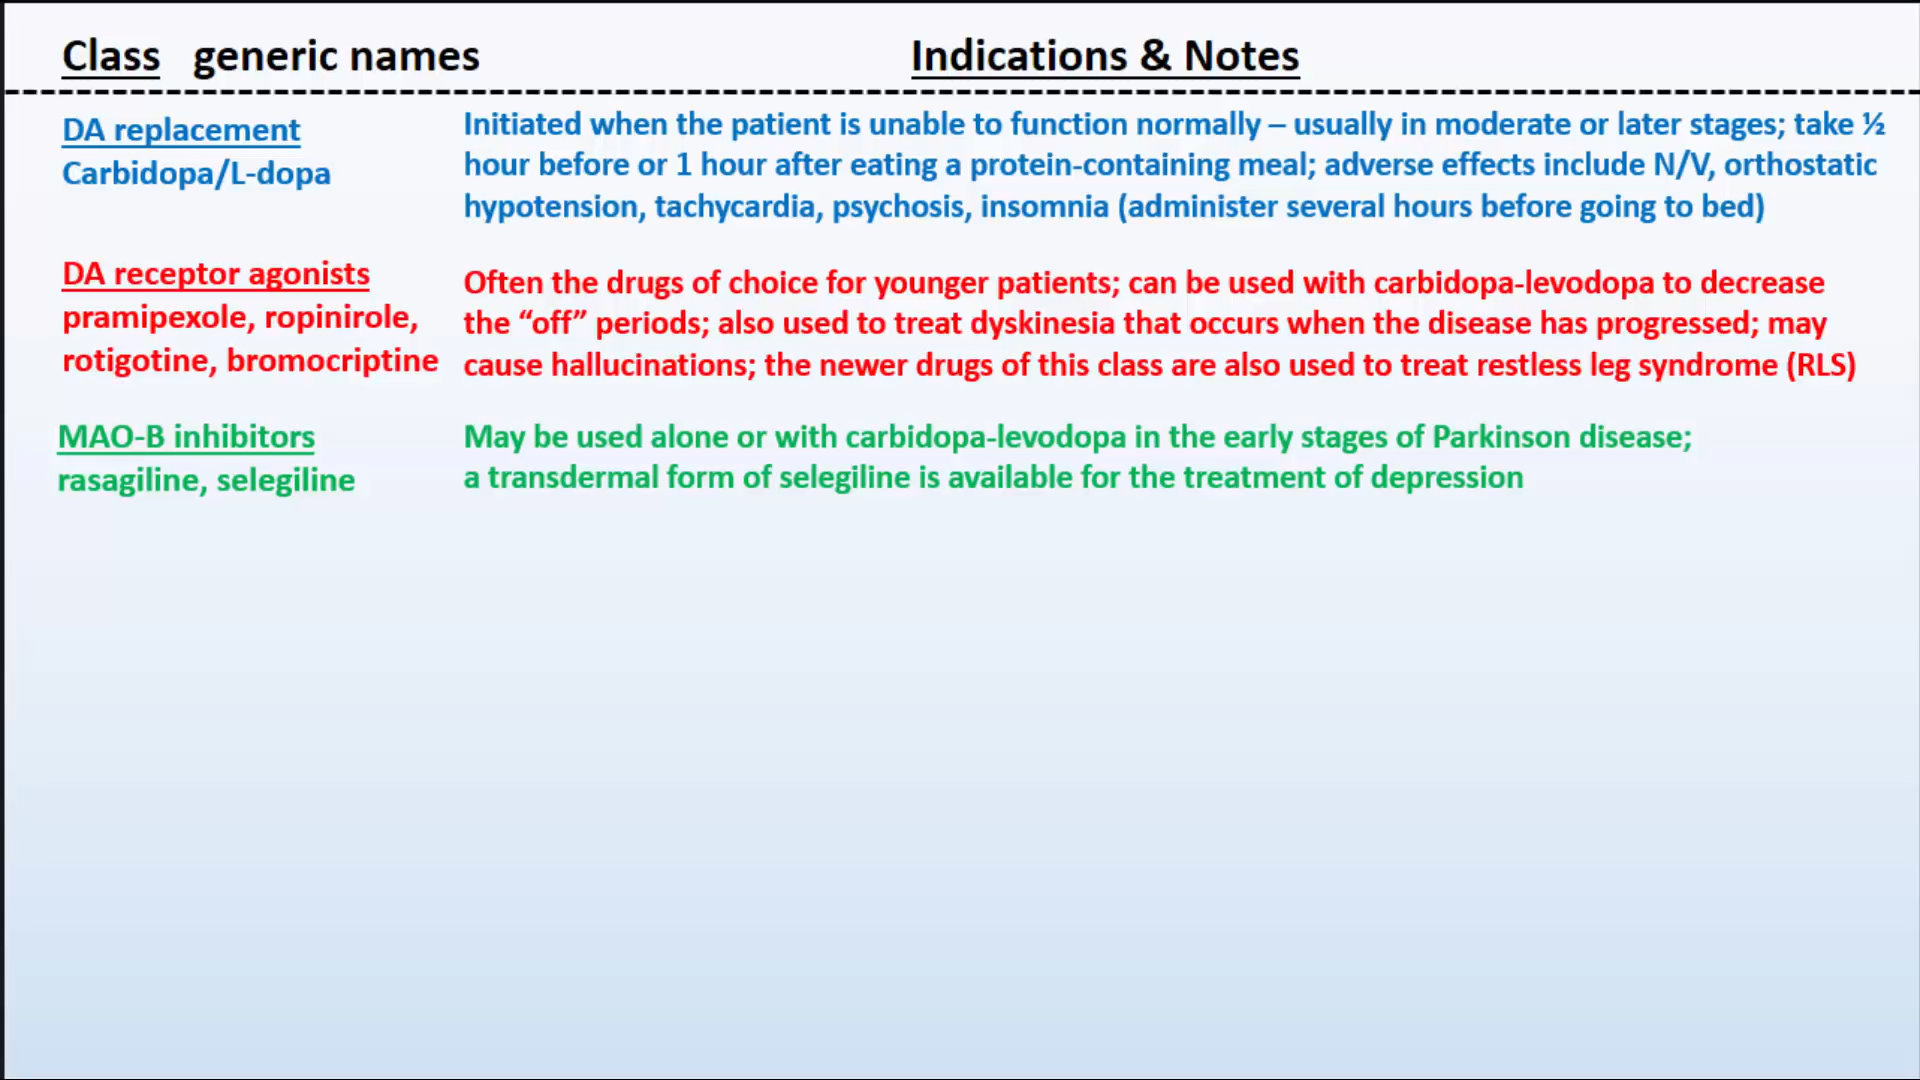 Class generic names Indications & Notes
DA replacement
Carbidopa/L-dopa
Initiated when the patient is unable to function normally – usually in moderate or later stages; take ½
hour before or 1 hour after eating a protein-containing meal; adverse effects include N/V, orthostatic
hypotension, tachycardia, psychosis, insomnia (administer several hours before going to bed)
DA receptor agonists
pramipexole, ropinirole,
rotigotine, bromocriptine
Often the drugs of choice for younger patients; can be used with carbidopa-levodopa to decrease
the “off” periods; also used to treat dyskinesia that occurs when the disease has progressed; may
cause hallucinations; the newer drugs of this class are also used to treat restless leg syndrome (RLS)
MAO-B inhibitors
rasagiline, selegiline
May be used alone or with carbidopa-levodopa in the early stages of Parkinson disease;
a transdermal form of selegiline is available for the treatment of depression